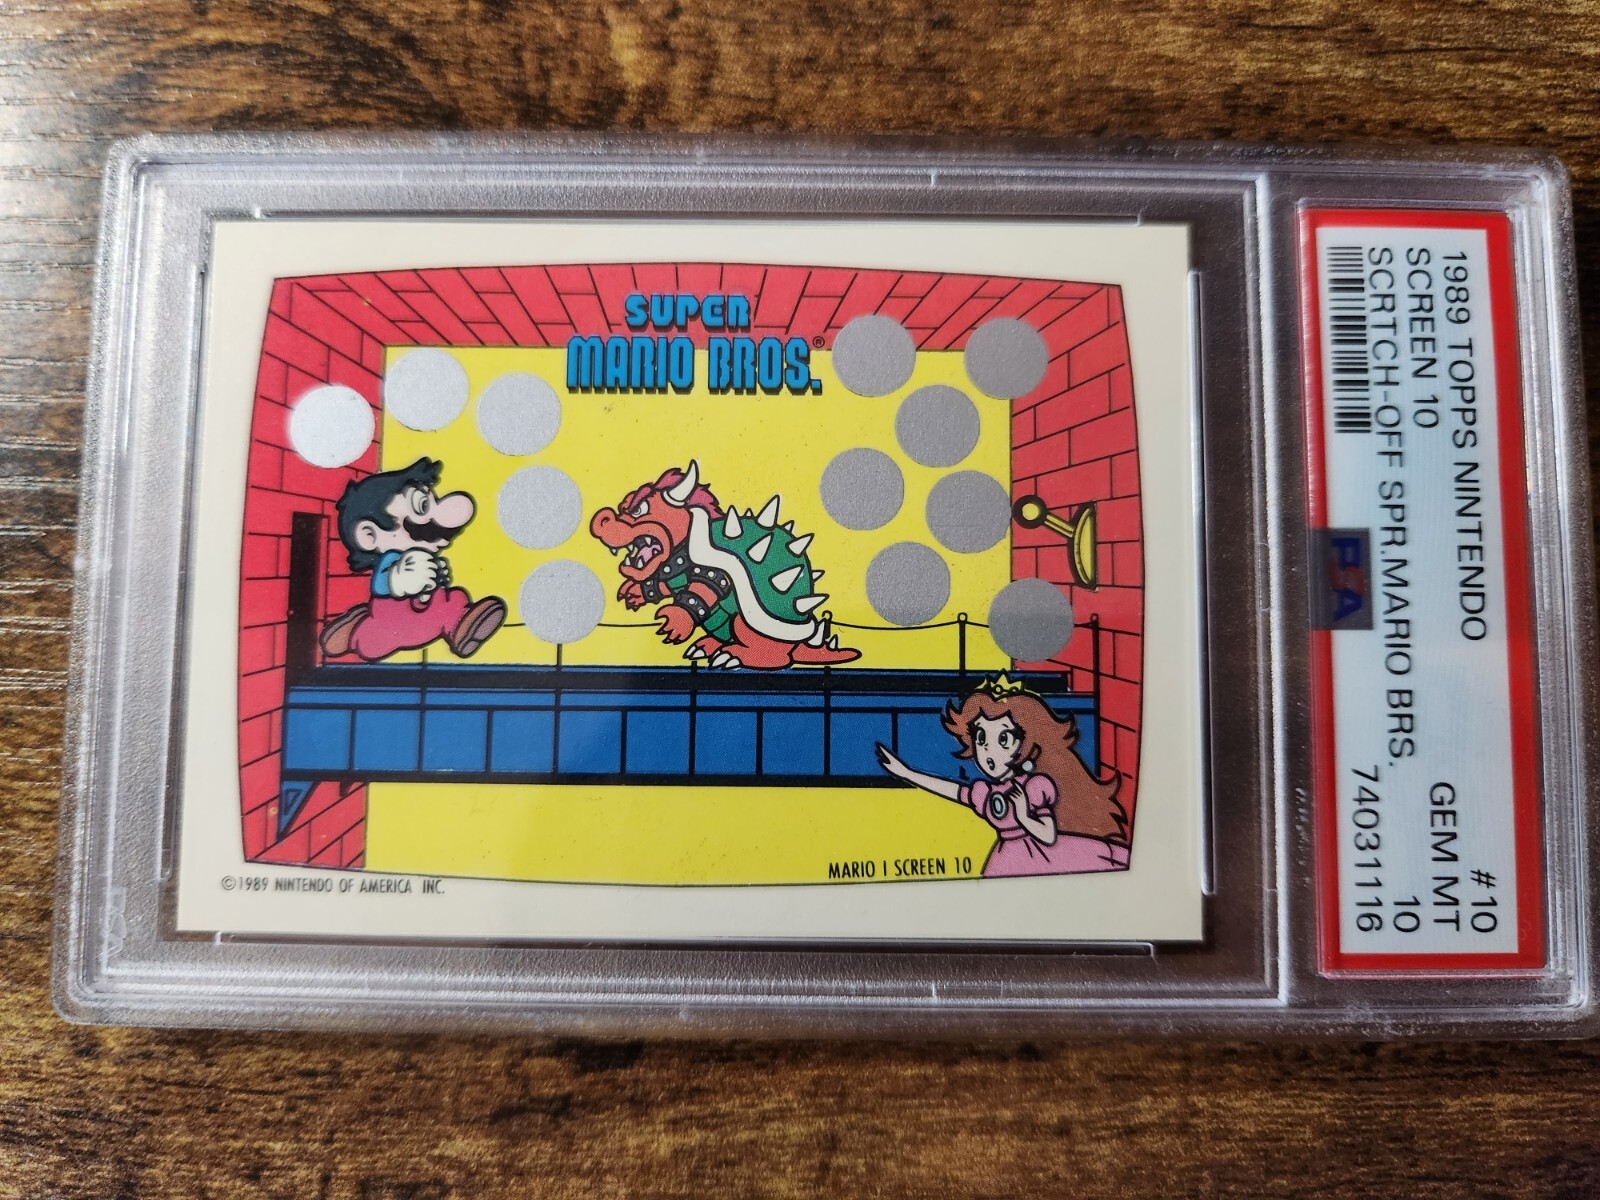 SUPER
MARIO BROS.®
MARIO I SCREEN 10
©1989 NINTENDO OF AMERICA INC.
1989 TOPPS NINTENDO #10
SCREEN 10 GEM MT
SCRTCH-OFF SPR.MARIO BRS. 10
74031116
PSA